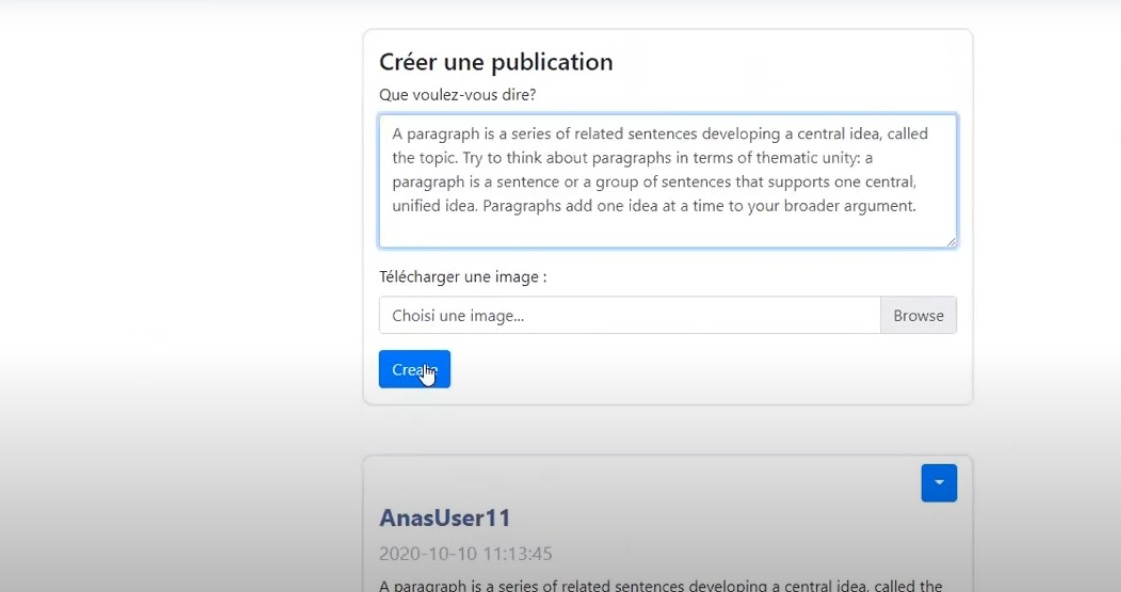 Créer une publication
Que voulez-vous dire?
A paragraph is a series of related sentences developing a central idea, called
the topic. Try to think about paragraphs in terms of thematic unity: a
paragraph is a sentence or a group of sentences that supports one central,
unified idea. Paragraphs add one idea at a time to your broader argument.
Télécharger une image :
Choisi une image...
Browse
Create
AnasUser11
2020-10-10 11:13:45
A paragraph is a series of related sentences developing a central idea, called the